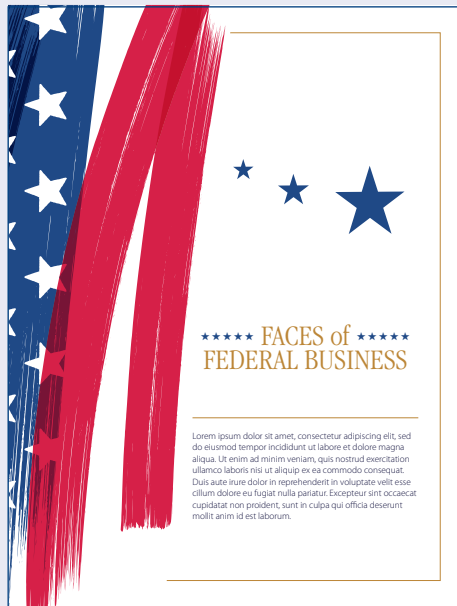 FACES of
FEDERAL BUSINESS
Lorem ipsum dolor sit amet, consectetur adipiscing elit, sed
do eiusmod tempor incididunt ut labore et dolore magna
aliqua. Ut enim ad minim veniam, quis nostrud exercitation
ullamco laboris nisi ut aliquip ex ea commodo consequat.
Duis aute irure dolor in reprehenderit in voluptate velit esse
cillum dolore eu fugiat nulla pariatur. Excepteur sint occaecat
cupidatat non proident, sunt in culpa qui officia deserunt
mollit anim id est laborum.